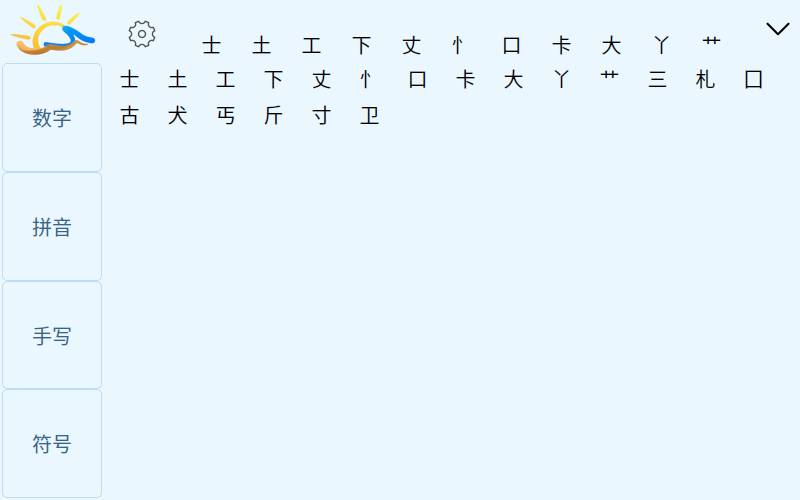 士 土 工 下 丈 忄 口 卡 大 丫 艹
士 土 工 下 丈 忄 口 卡 大 丫 艹 三 札 囗
古 犬 丐 斤 寸 卫
数字
拼音
手写
符号